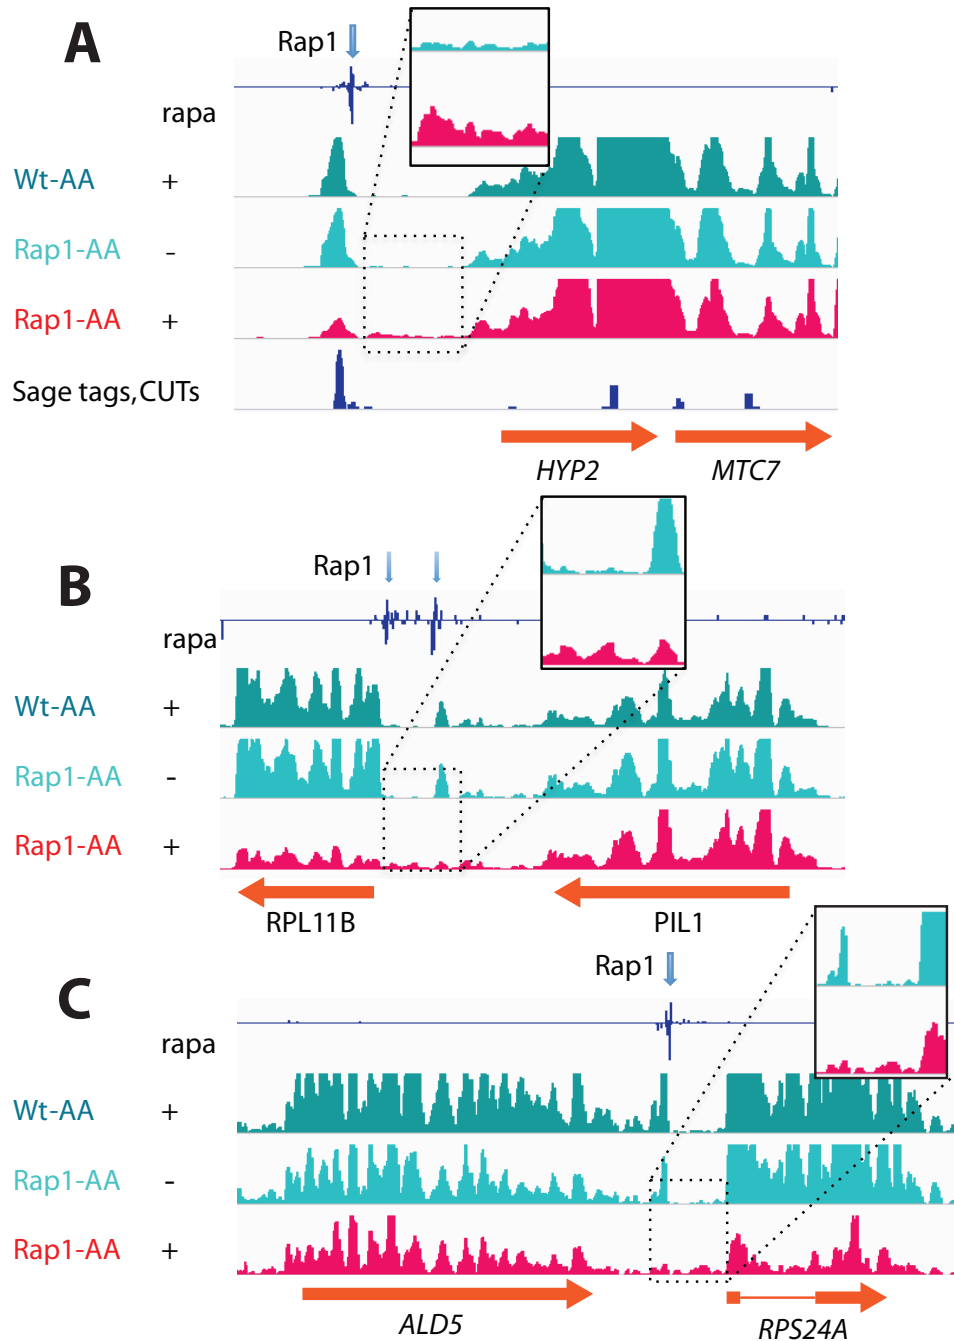 A
Rap1
rapa
Wt-AA +
Rap1-AA -
Rap1-AA +
Sage tags,CUTs
HYP2 MTC7
B
Rap1
rapa
Wt-AA +
Rap1-AA -
Rap1-AA +
RPL11B PIL1
C
Rap1
rapa
Wt-AA +
Rap1-AA -
Rap1-AA +
ALD5 RPS24A